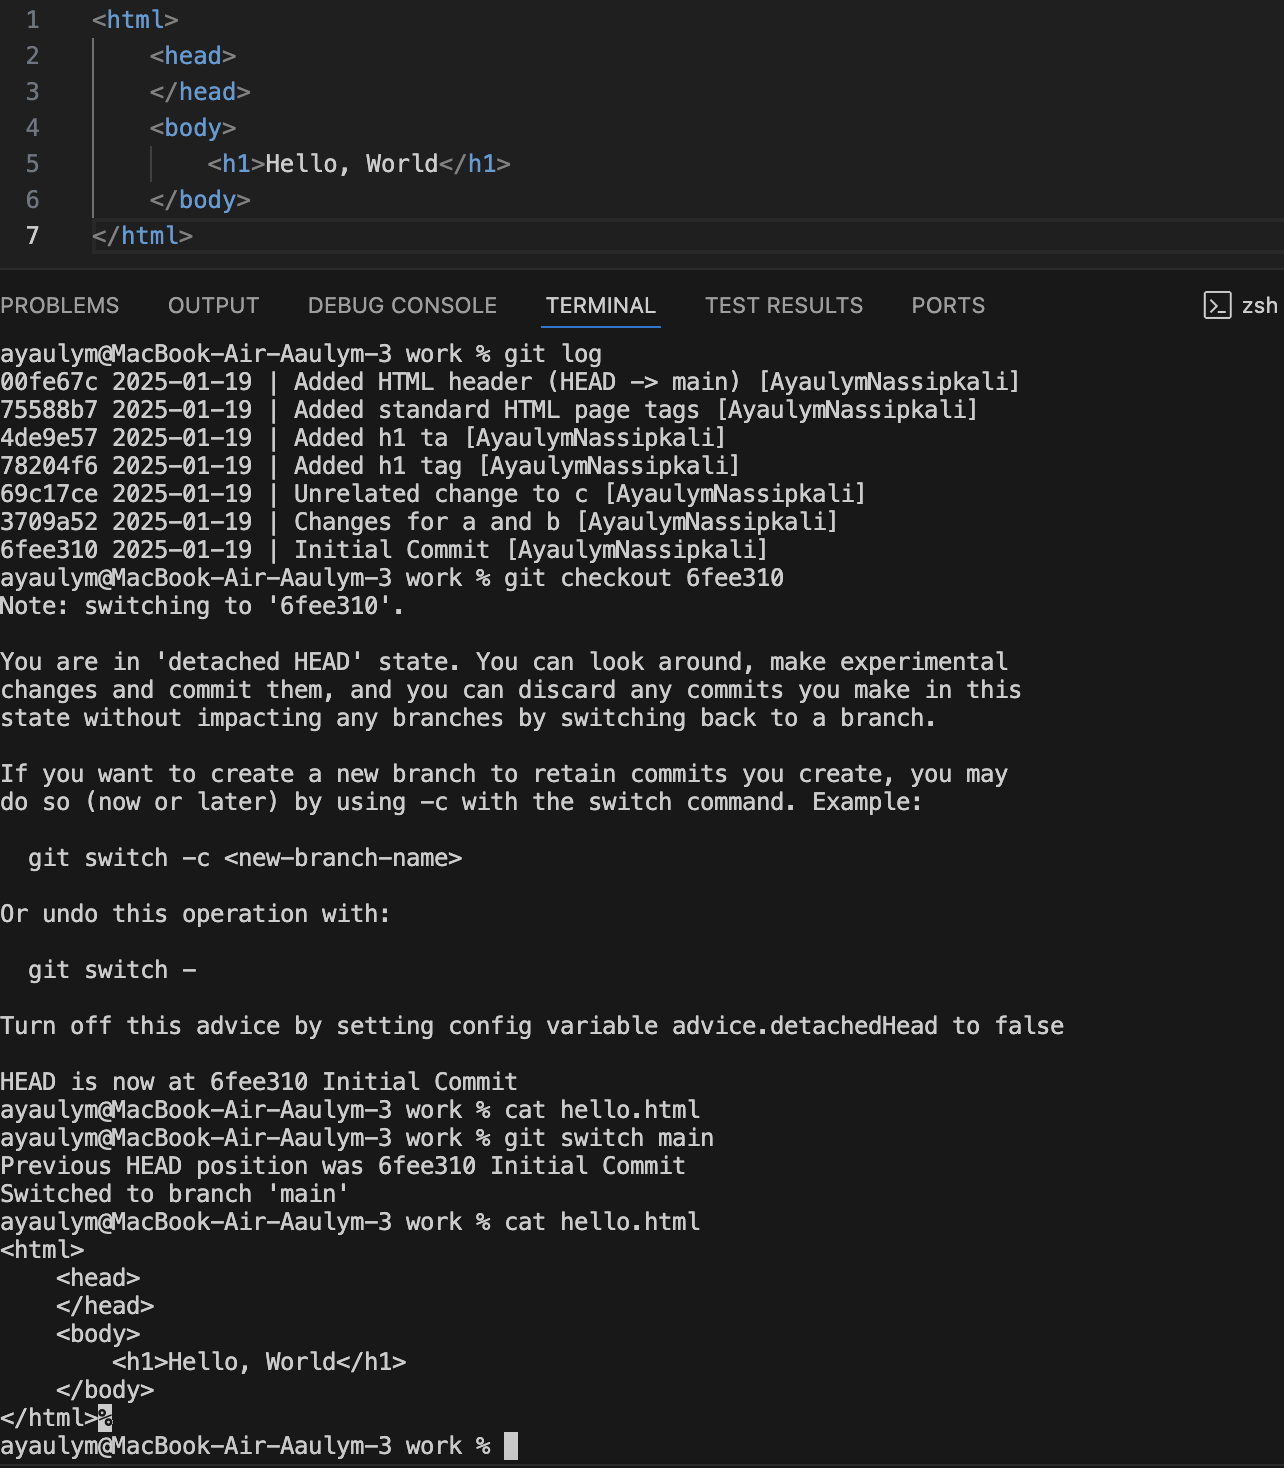 1 <html>
2     <head>
3     </head>
4     <body>
5         <h1>Hello, World</h1>
6     </body>
7 </html>
PROBLEMS OUTPUT DEBUG CONSOLE TERMINAL TEST RESULTS PORTS zsh
ayaulym@MacBook-Air-Aaulym-3 work % git log
00fe67c 2025-01-19 | Added HTML header (HEAD -> main) [AyaulymNassipkali]
75588b7 2025-01-19 | Added standard HTML page tags [AyaulymNassipkali]
4de9e57 2025-01-19 | Added h1 ta [AyaulymNassipkali]
78204f6 2025-01-19 | Added h1 tag [AyaulymNassipkali]
69c17ce 2025-01-19 | Unrelated change to c [AyaulymNassipkali]
3709a52 2025-01-19 | Changes for a and b [AyaulymNassipkali]
6fee310 2025-01-19 | Initial Commit [AyaulymNassipkali]
ayaulym@MacBook-Air-Aaulym-3 work % git checkout 6fee310
Note: switching to '6fee310'.

You are in 'detached HEAD' state. You can look around, make experimental
changes and commit them, and you can discard any commits you make in this
state without impacting any branches by switching back to a branch.

If you want to create a new branch to retain commits you create, you may
do so (now or later) by using -c with the switch command. Example:

  git switch -c <new-branch-name>

Or undo this operation with:

  git switch -

Turn off this advice by setting config variable advice.detachedHead to false

HEAD is now at 6fee310 Initial Commit
ayaulym@MacBook-Air-Aaulym-3 work % cat hello.html
ayaulym@MacBook-Air-Aaulym-3 work % git switch main
Previous HEAD position was 6fee310 Initial Commit
Switched to branch 'main'
ayaulym@MacBook-Air-Aaulym-3 work % cat hello.html
<html>
    <head>
    </head>
    <body>
        <h1>Hello, World</h1>
    </body>
</html>%
ayaulym@MacBook-Air-Aaulym-3 work %